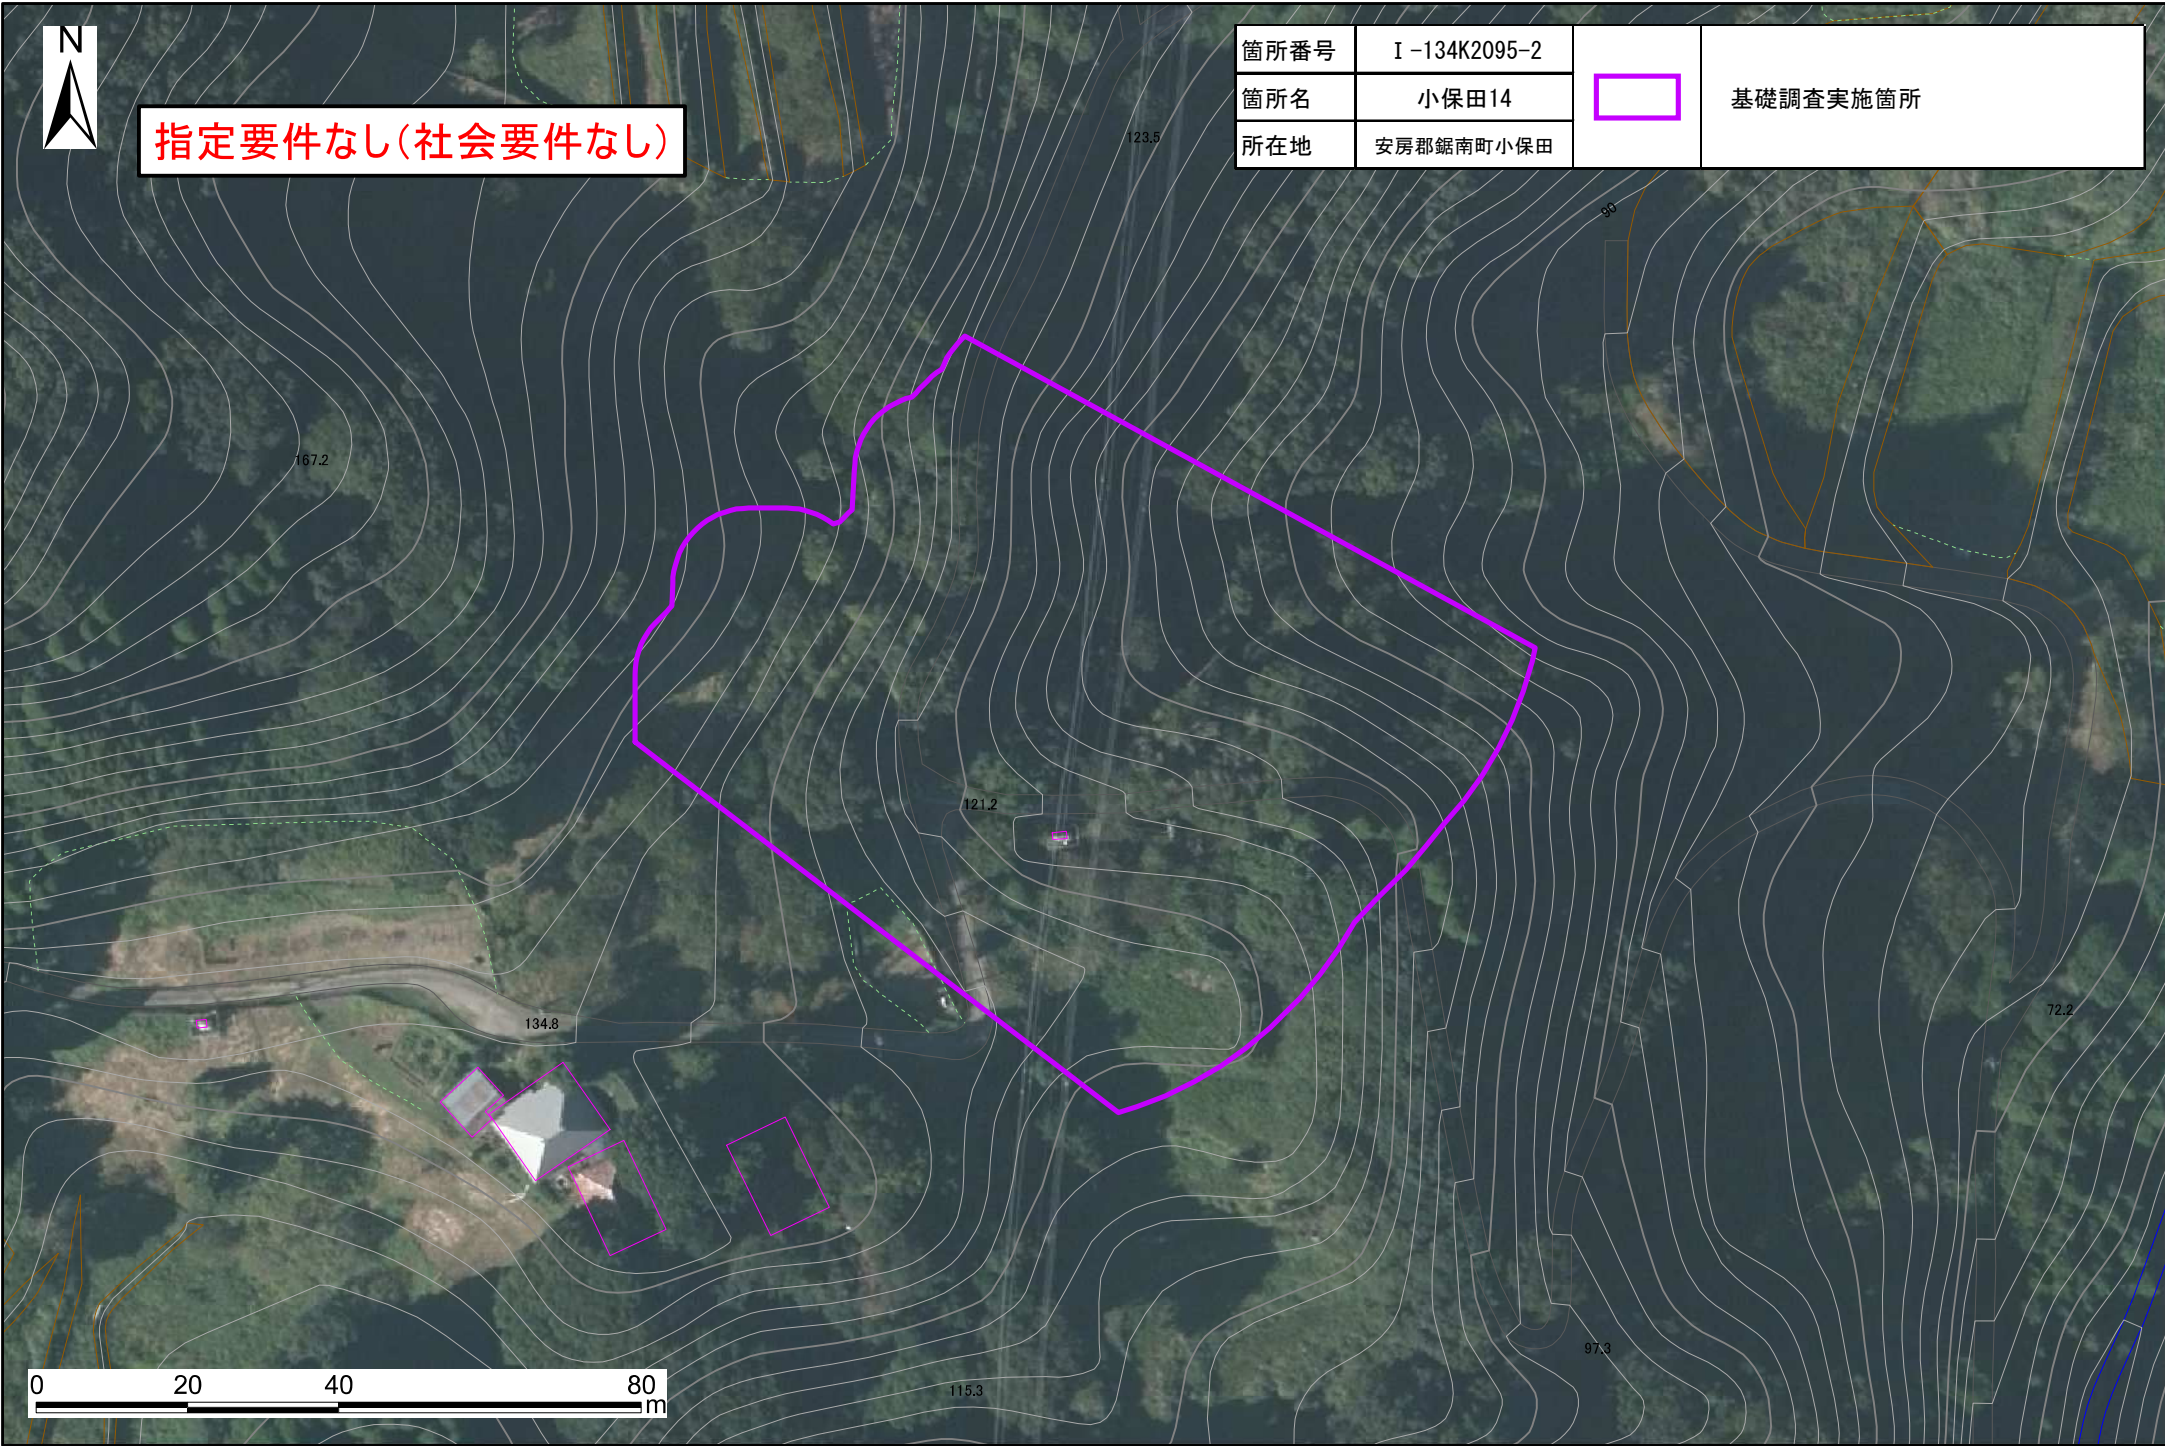 N
指定要件なし(社会要件なし)
箇所番号 Ⅰ-134K2095-2
箇所名 小保田14
所在地 安房郡鋸南町小保田
基礎調査実施箇所
123.5
90
167.2
121.2
134.8
72.2
97.3
115.3
0 20 40 80
m